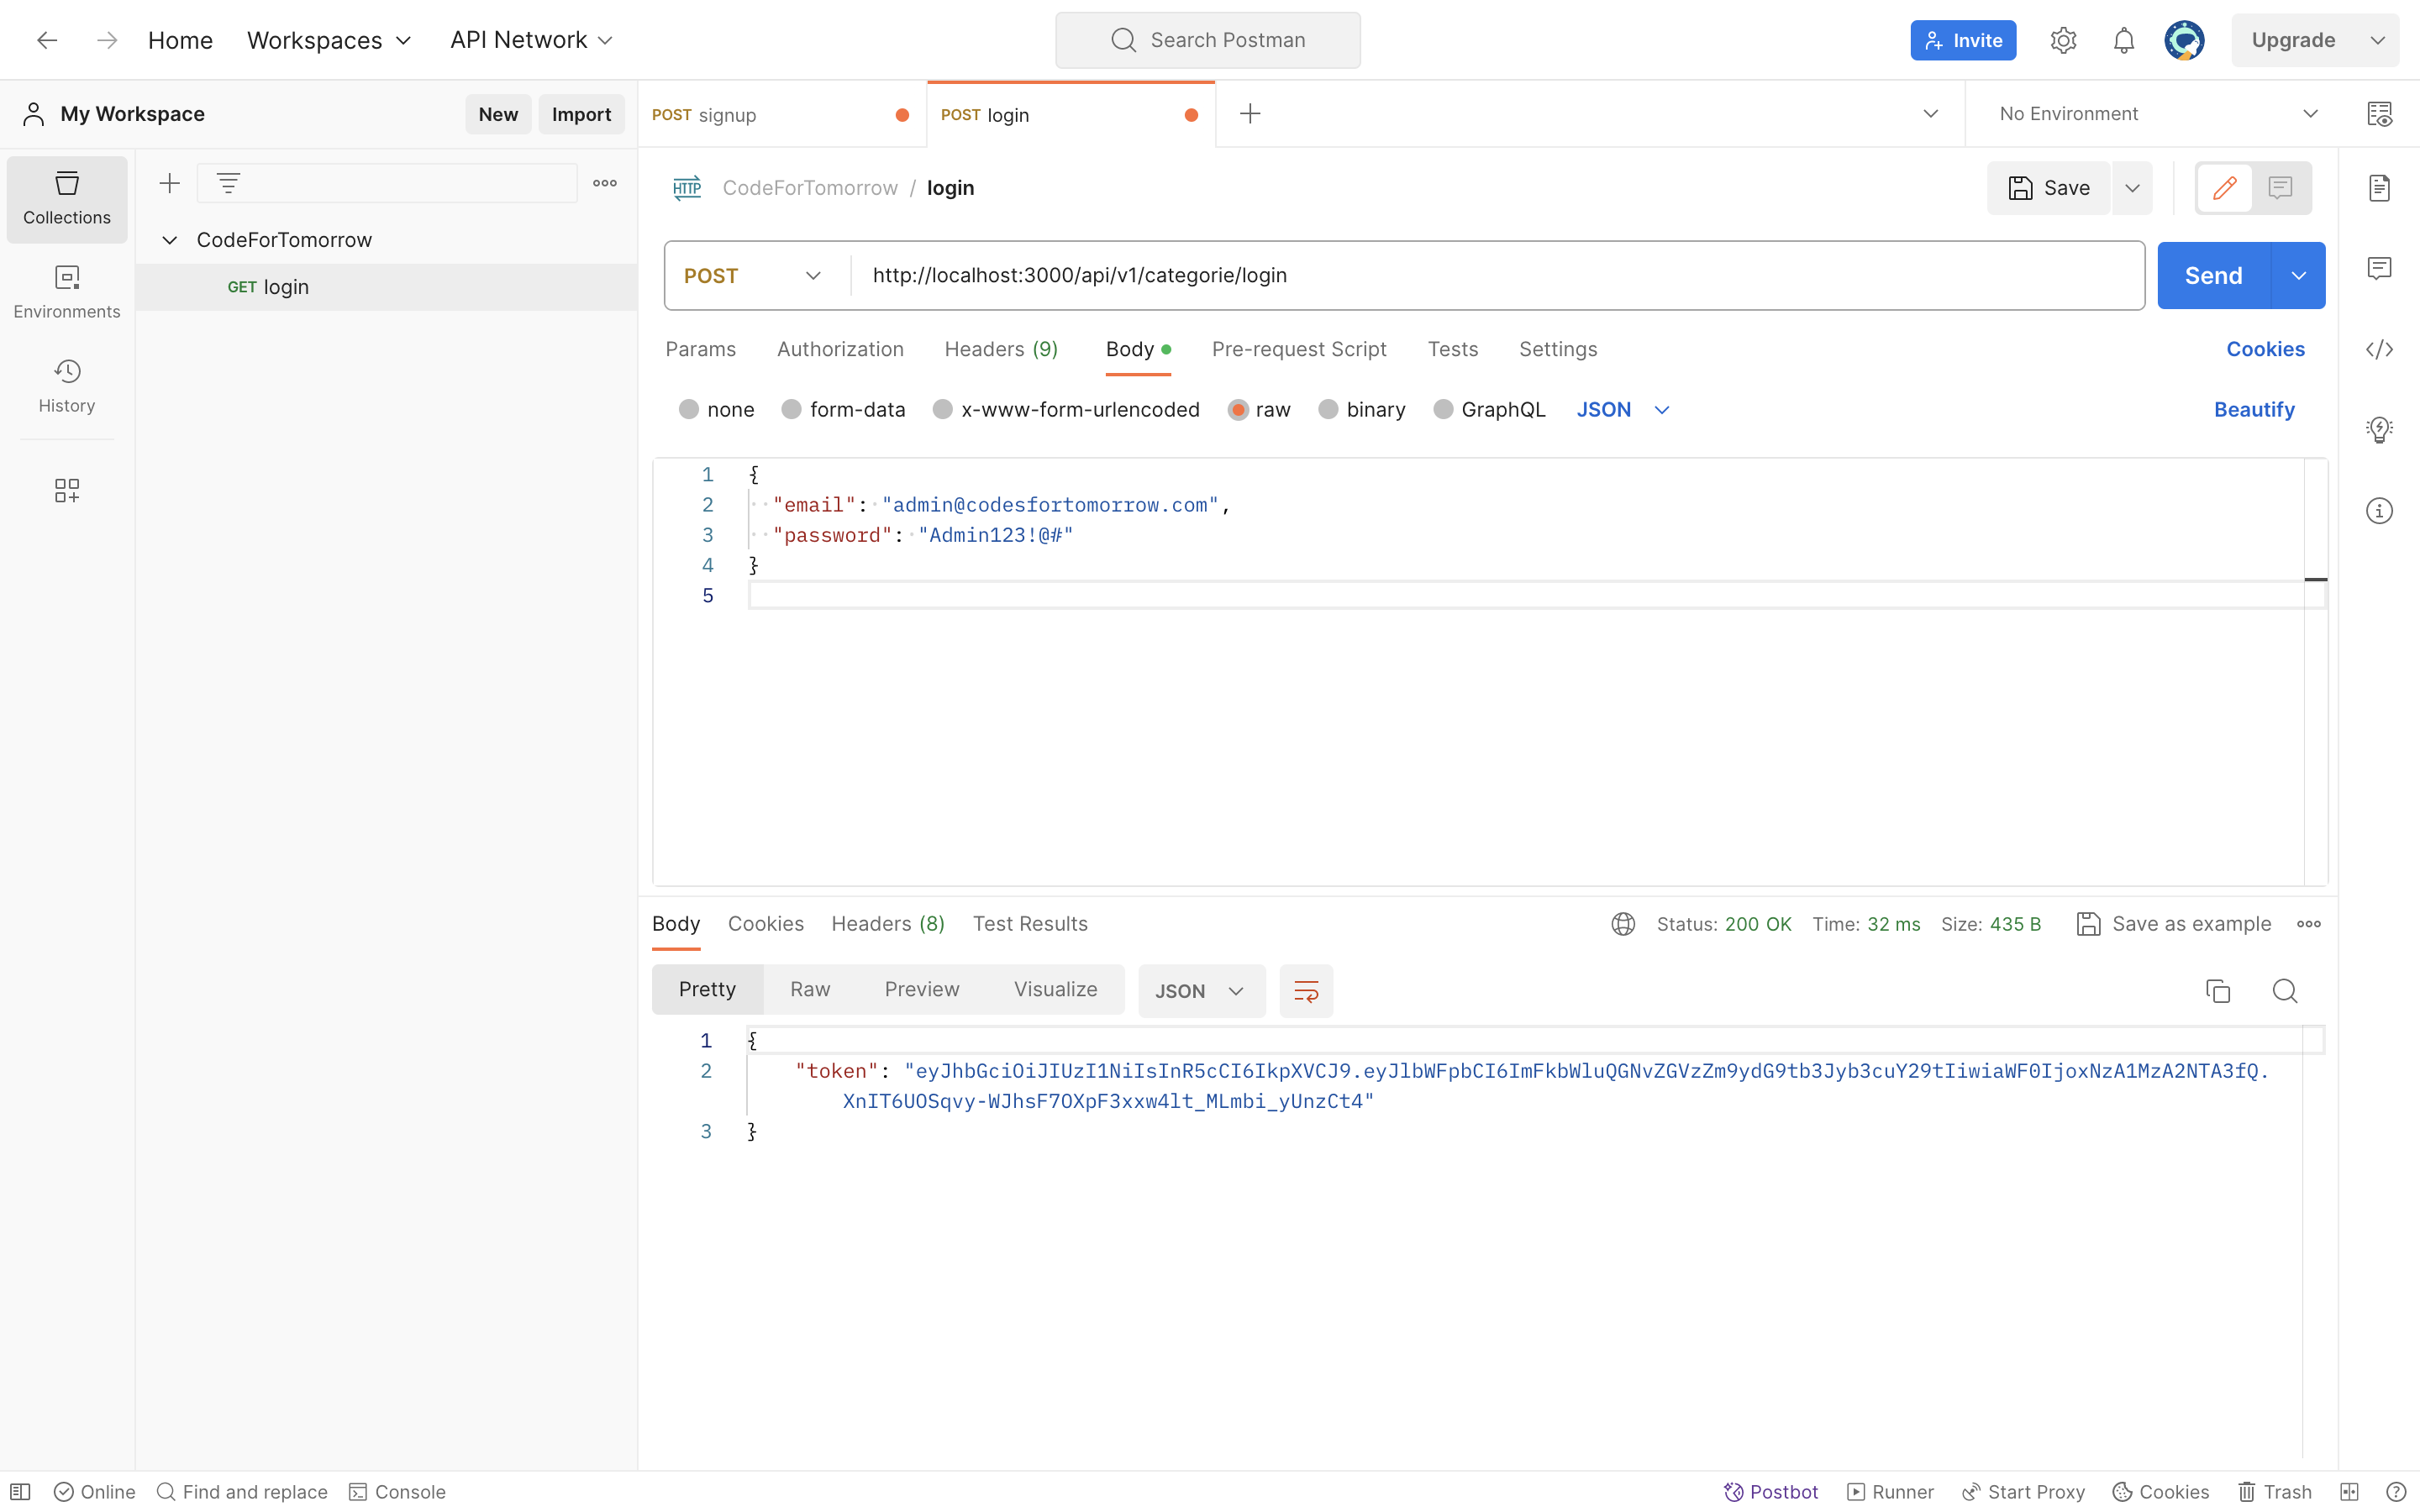 Home Workspaces API Network Search Postman Invite Upgrade
My Workspace New Import POST signup POST login No Environment
Collections
Environments
History
CodeForTomorrow
GET login
HTTP CodeForTomorrow / login Save
POST http://localhost:3000/api/v1/categorie/login Send
Params Authorization Headers (9) Body Pre-request Script Tests Settings Cookies
none form-data x-www-form-urlencoded raw binary GraphQL JSON Beautify
1 {
2 "email": "admin@codesfortomorrow.com",
3 "password": "Admin123!@#"
4 }
5
Body Cookies Headers (8) Test Results Status: 200 OK Time: 32 ms Size: 435 B Save as example
Pretty Raw Preview Visualize JSON
1 {
2 "token": "eyJhbGciOiJIUzI1NiIsInR5cCI6IkpXVCJ9.eyJlbWFpbCI6ImFkbWluQGNvZGVzZm9ydG9tb3Jyb3cuY29tIiwiaWF0IjoxNzA1MzA2NTA3fQ.
XnIT6UOSqvy-WJhsF7OXpF3xxw4lt_MLmbi_yUnzCt4"
3 }
Online Find and replace Console Postbot Runner Start Proxy Cookies Trash